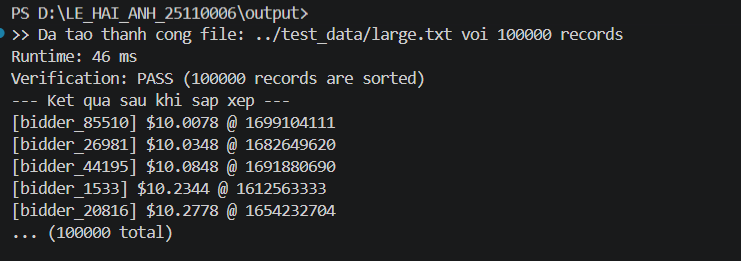 PS D:\LE_HAI_ANH_25110006\output>
>> Da tao thanh cong file: ../test_data/large.txt voi 100000 records
Runtime: 46 ms
Verification: PASS (100000 records are sorted)
--- Ket qua sau khi sap xep ---
[bidder_85510] $10.0078 @ 1699104111
[bidder_26981] $10.0348 @ 1682649620
[bidder_44195] $10.0848 @ 1691880690
[bidder_1533] $10.2344 @ 1612563333
[bidder_20816] $10.2778 @ 1654232704
... (100000 total)